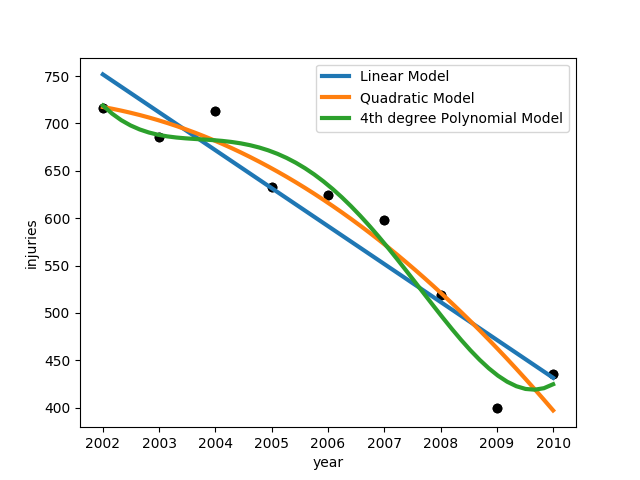 Linear Model
Quadratic Model
4th degree Polynomial Model
750
700
650
600
550
500
450
400
injuries
2002 2003 2004 2005 2006 2007 2008 2009 2010
year